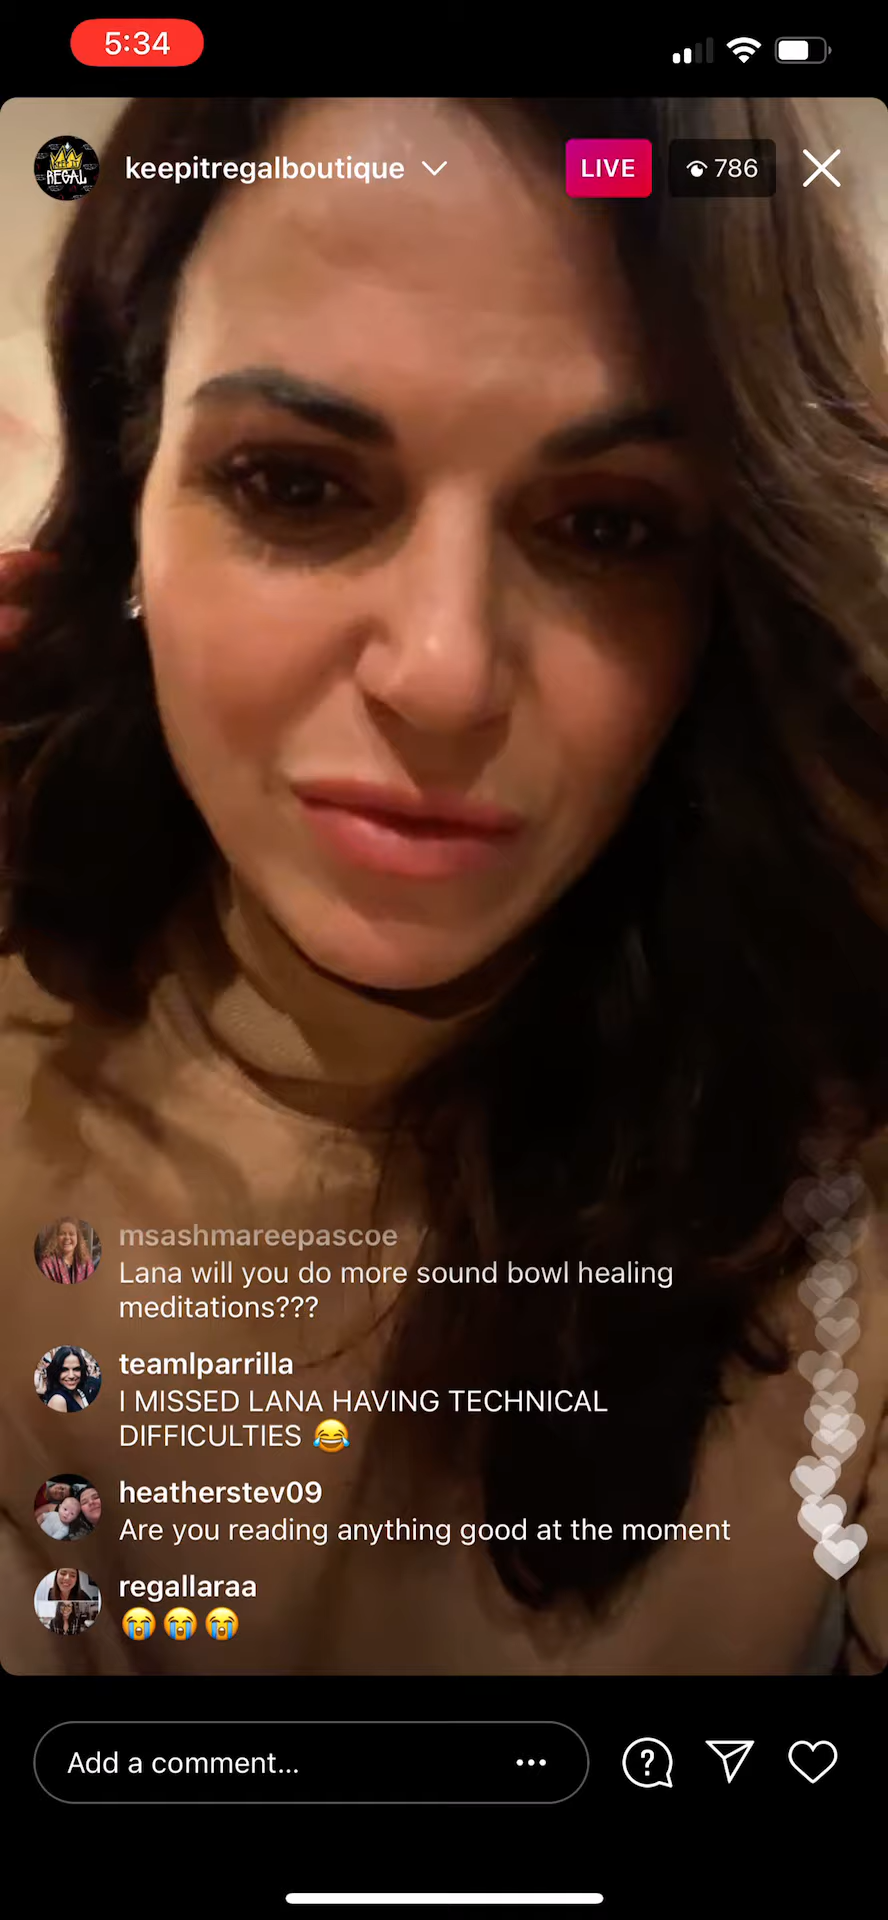 5:34
REGAL
keepitregalboutique
LIVE
786
msashmareepascoe
Lana will you do more sound bowl healing
meditations???
teamlparrilla
I MISSED LANA HAVING TECHNICAL
DIFFICULTIES 😂
heatherstev09
Are you reading anything good at the moment
regallaraa
😭😭😭
Add a comment...